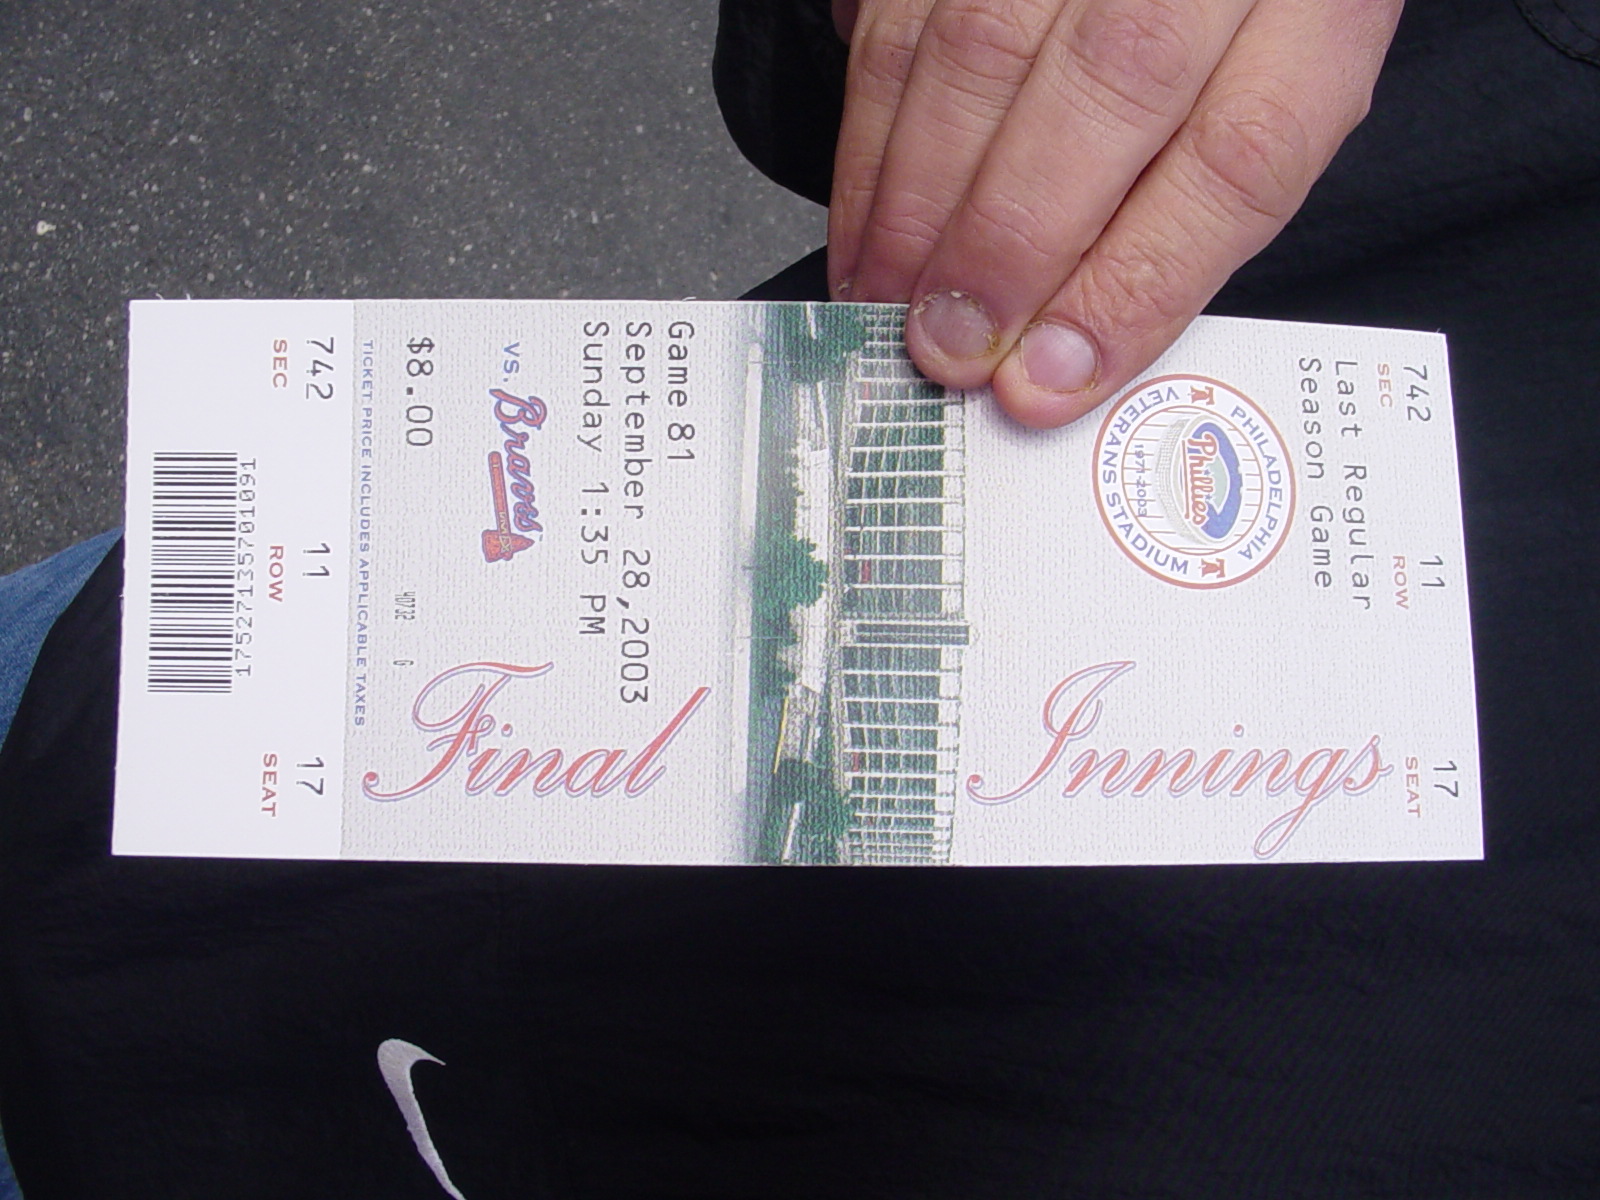 742 11 17
SEC ROW SEAT
Last Regular
Season Game
PHILADELPHIA
VETERANS STADIUM
Phillies
1971-2003
Final Innings
Game 81
September 28,2003
Sunday 1:35 PM
vs. Braves
$8.00
40732 G
TICKET PRICE INCLUDES APPLICABLE TAXES
742 11 17
SEC ROW SEAT
1752713570109